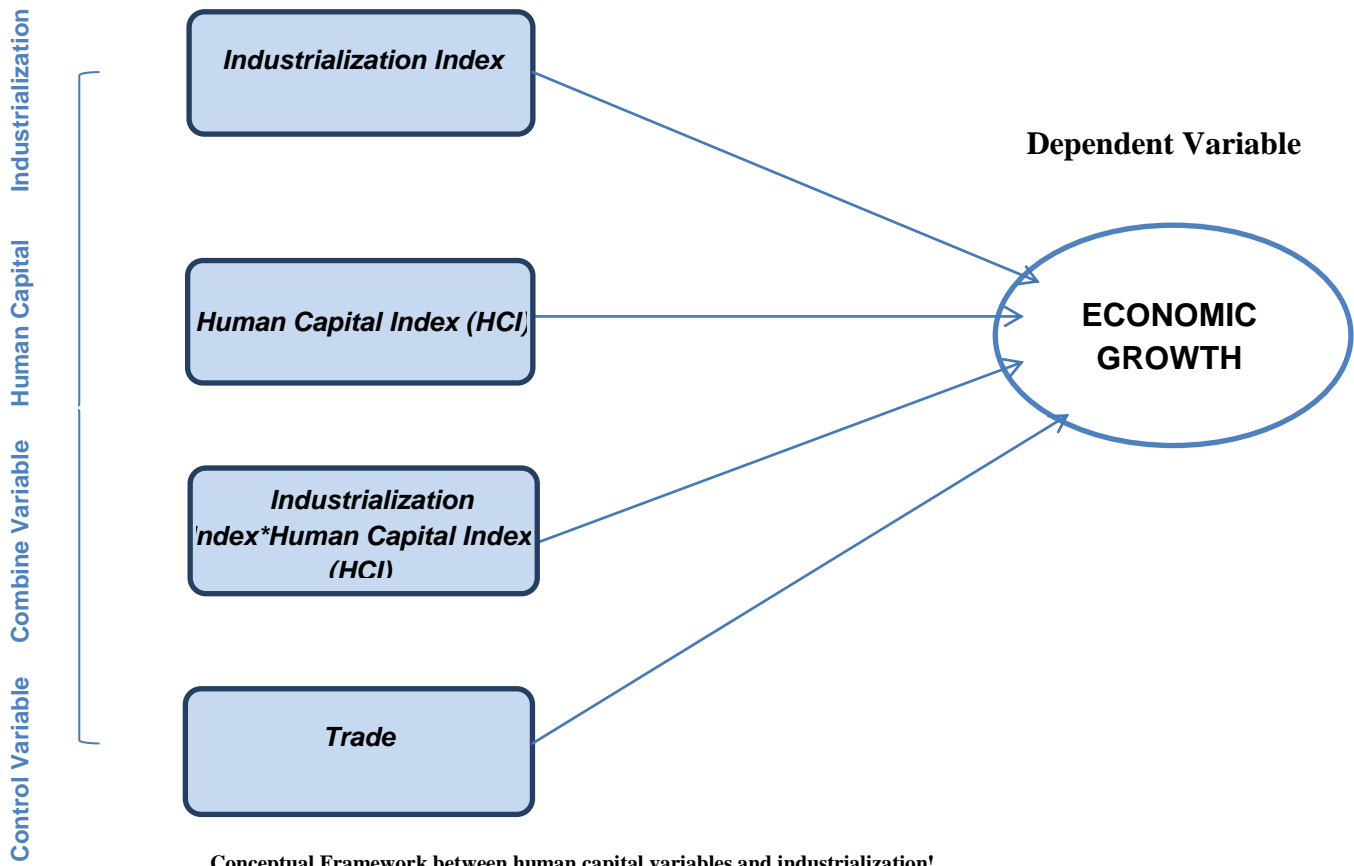 Industrialization
Human Capital
Combine Variable
Control Variable
Industrialization Index
Dependent Variable
Human Capital Index (HCI)
ECONOMIC
GROWTH
Industrialization
ndex*Human Capital Index
(HCI)
Trade
Conceptual Framework between human capital variables and industrialization!